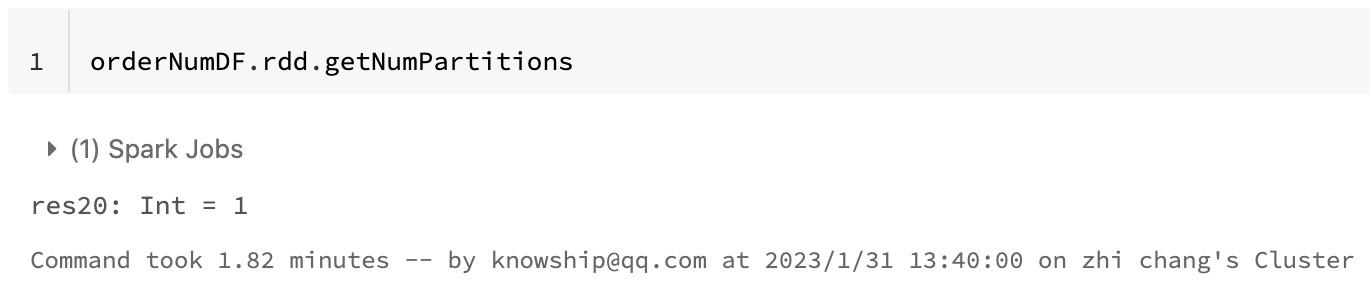 1 orderNumDF.rdd.getNumPartitions
(1) Spark Jobs
res20: Int = 1
Command took 1.82 minutes -- by knowship@qq.com at 2023/1/31 13:40:00 on zhi chang's Cluster